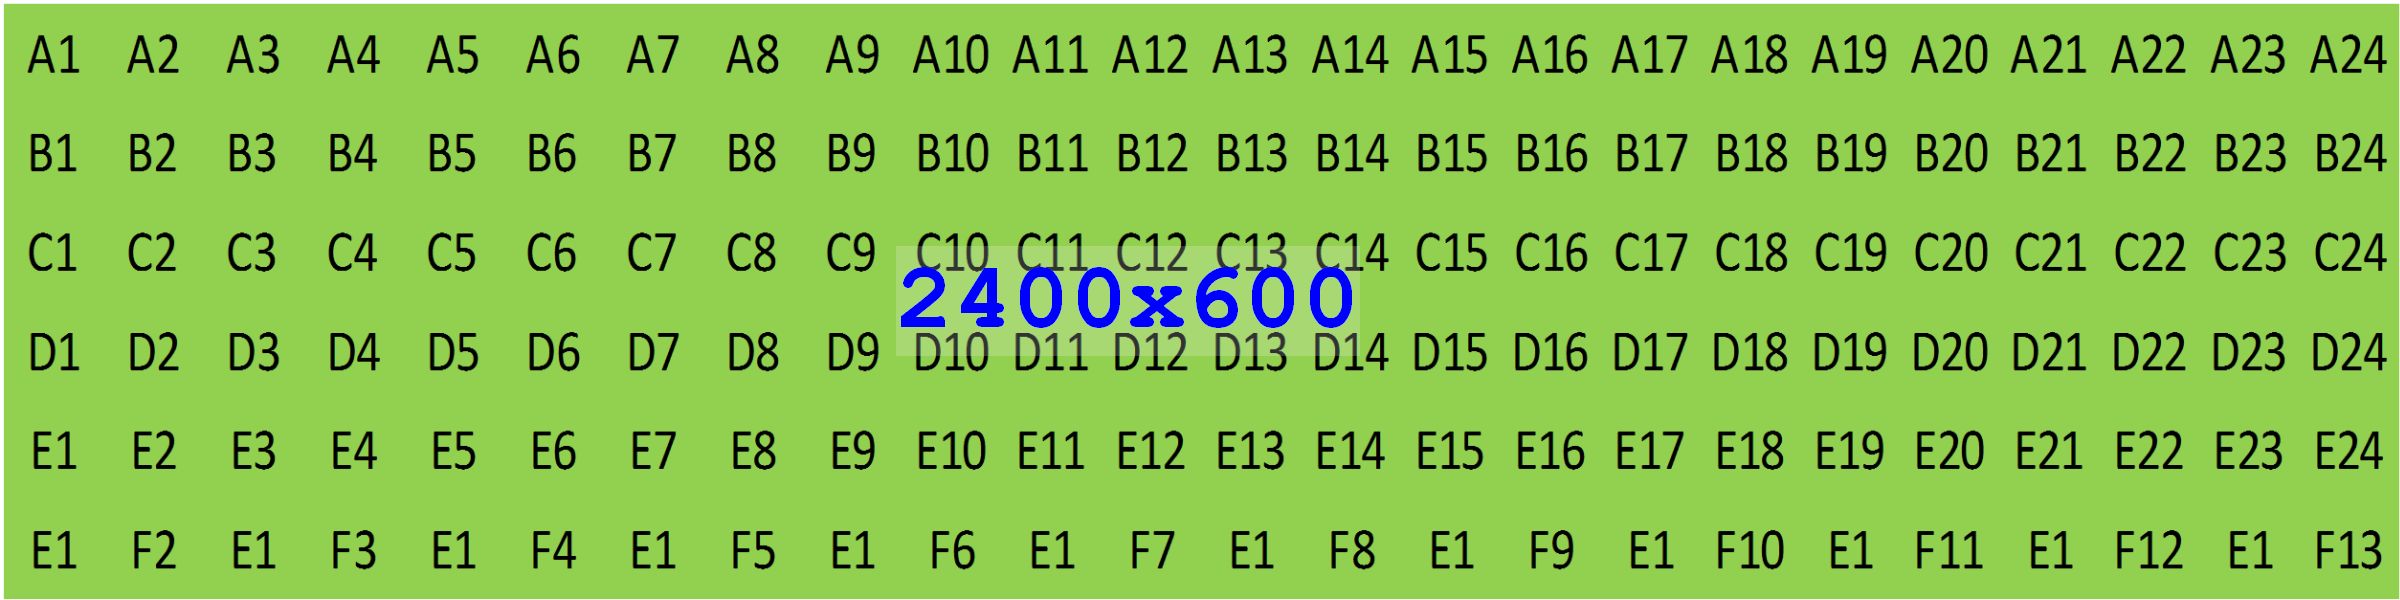 A1 A2 A3 A4 A5 A6 A7 A8 A9 A10 A11 A12 A13 A14 A15 A16 A17 A18 A19 A20 A21 A22 A23 A24
B1 B2 B3 B4 B5 B6 B7 B8 B9 B10 B11 B12 B13 B14 B15 B16 B17 B18 B19 B20 B21 B22 B23 B24
C1 C2 C3 C4 C5 C6 C7 C8 C9 C10 C11 C12 C13 C14 C15 C16 C17 C18 C19 C20 C21 C22 C23 C24
2400x600
D1 D2 D3 D4 D5 D6 D7 D8 D9 D10 D11 D12 D13 D14 D15 D16 D17 D18 D19 D20 D21 D22 D23 D24
E1 E2 E3 E4 E5 E6 E7 E8 E9 E10 E11 E12 E13 E14 E15 E16 E17 E18 E19 E20 E21 E22 E23 E24
E1 F2 E1 F3 E1 F4 E1 F5 E1 F6 E1 F7 E1 F8 E1 F9 E1 F10 E1 F11 E1 F12 E1 F13